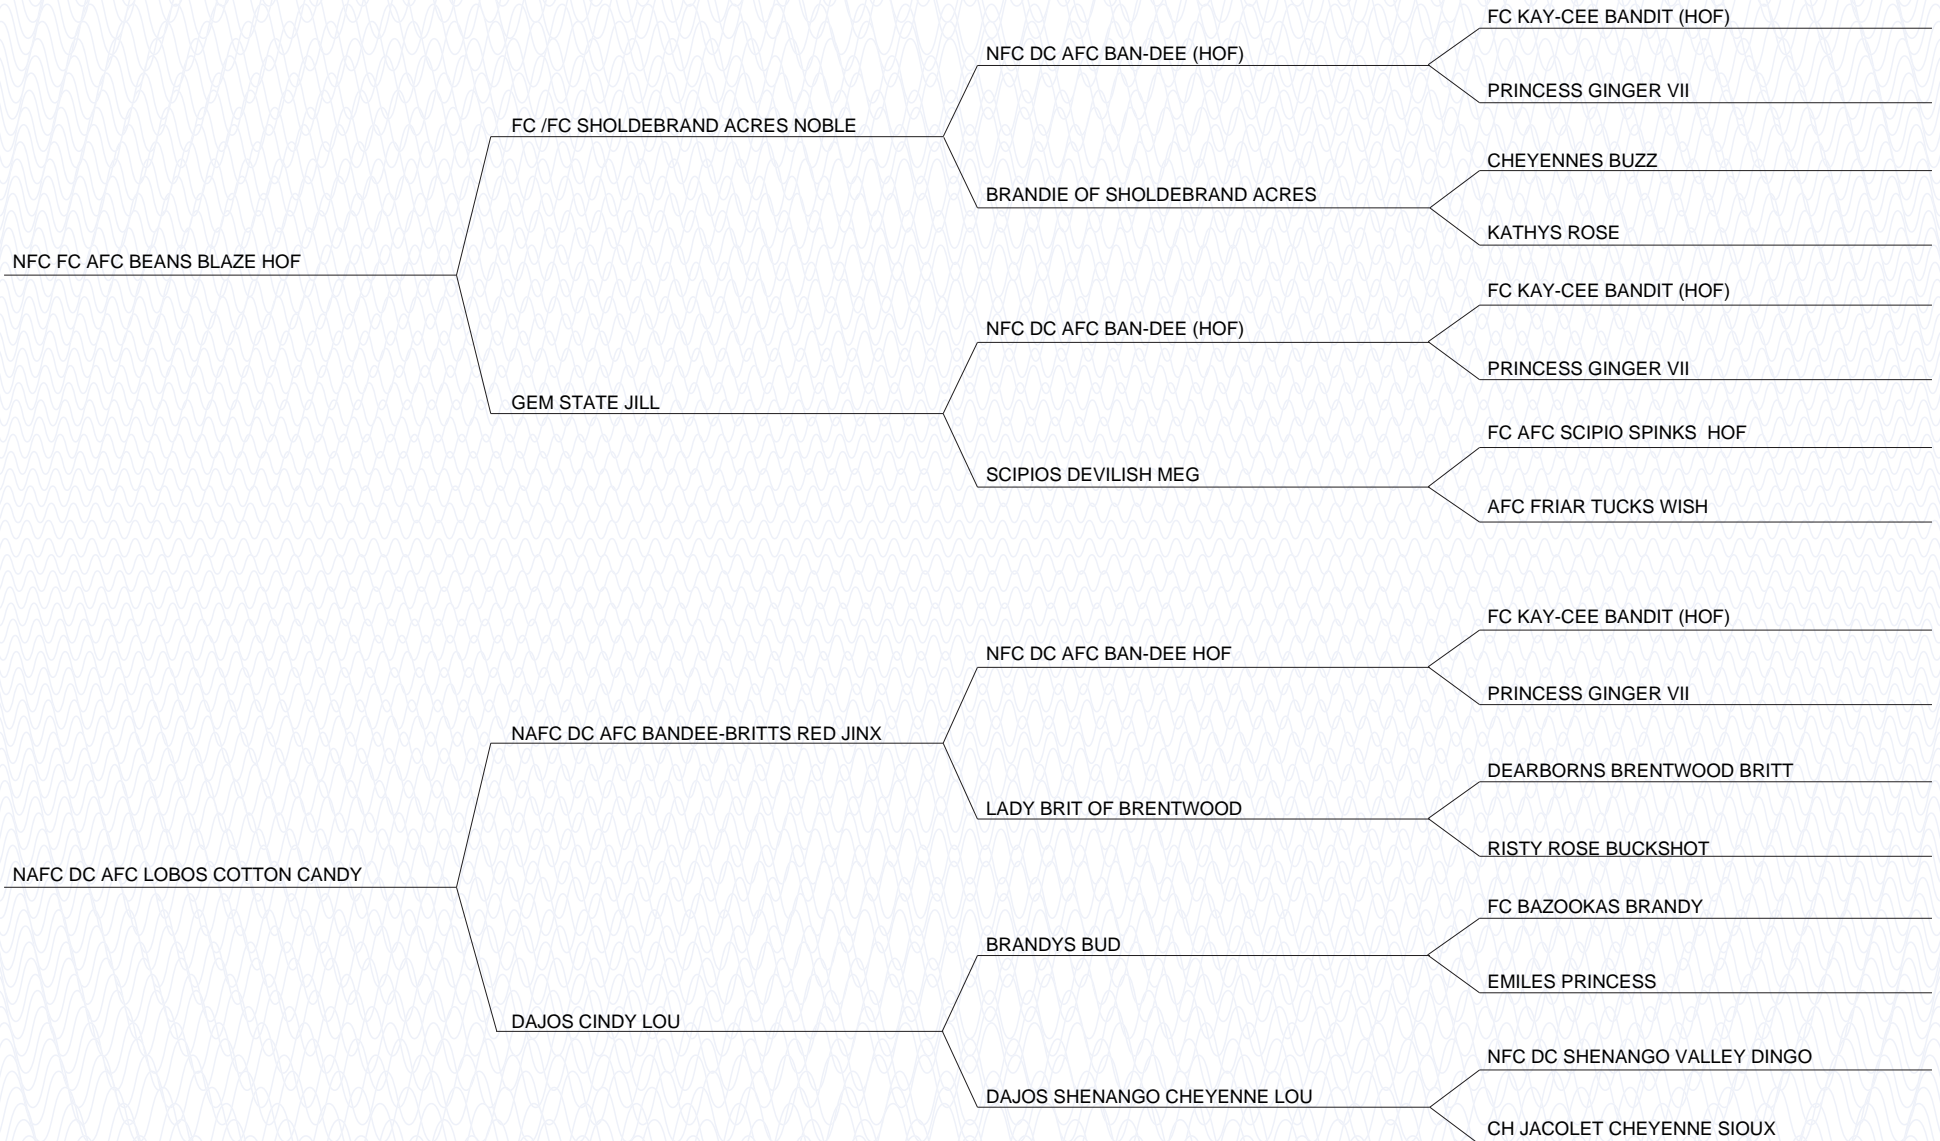 FC KAY-CEE BANDIT (HOF)
NFC DC AFC BAN-DEE (HOF)
PRINCESS GINGER VII
FC /FC SHOLDEBRAND ACRES NOBLE
CHEYENNES BUZZ
BRANDIE OF SHOLDEBRAND ACRES
KATHYS ROSE
NFC FC AFC BEANS BLAZE HOF
FC KAY-CEE BANDIT (HOF)
NFC DC AFC BAN-DEE (HOF)
PRINCESS GINGER VII
GEM STATE JILL
FC AFC SCIPIO SPINKS  HOF
SCIPIOS DEVILISH MEG
AFC FRIAR TUCKS WISH
FC KAY-CEE BANDIT (HOF)
NFC DC AFC BAN-DEE HOF
PRINCESS GINGER VII
NAFC DC AFC BANDEE-BRITTS RED JINX
DEARBORNS BRENTWOOD BRITT
LADY BRIT OF BRENTWOOD
RISTY ROSE BUCKSHOT
NAFC DC AFC LOBOS COTTON CANDY
FC BAZOOKAS BRANDY
BRANDYS BUD
EMILES PRINCESS
DAJOS CINDY LOU
NFC DC SHENANGO VALLEY DINGO
DAJOS SHENANGO CHEYENNE LOU
CH JACOLET CHEYENNE SIOUX